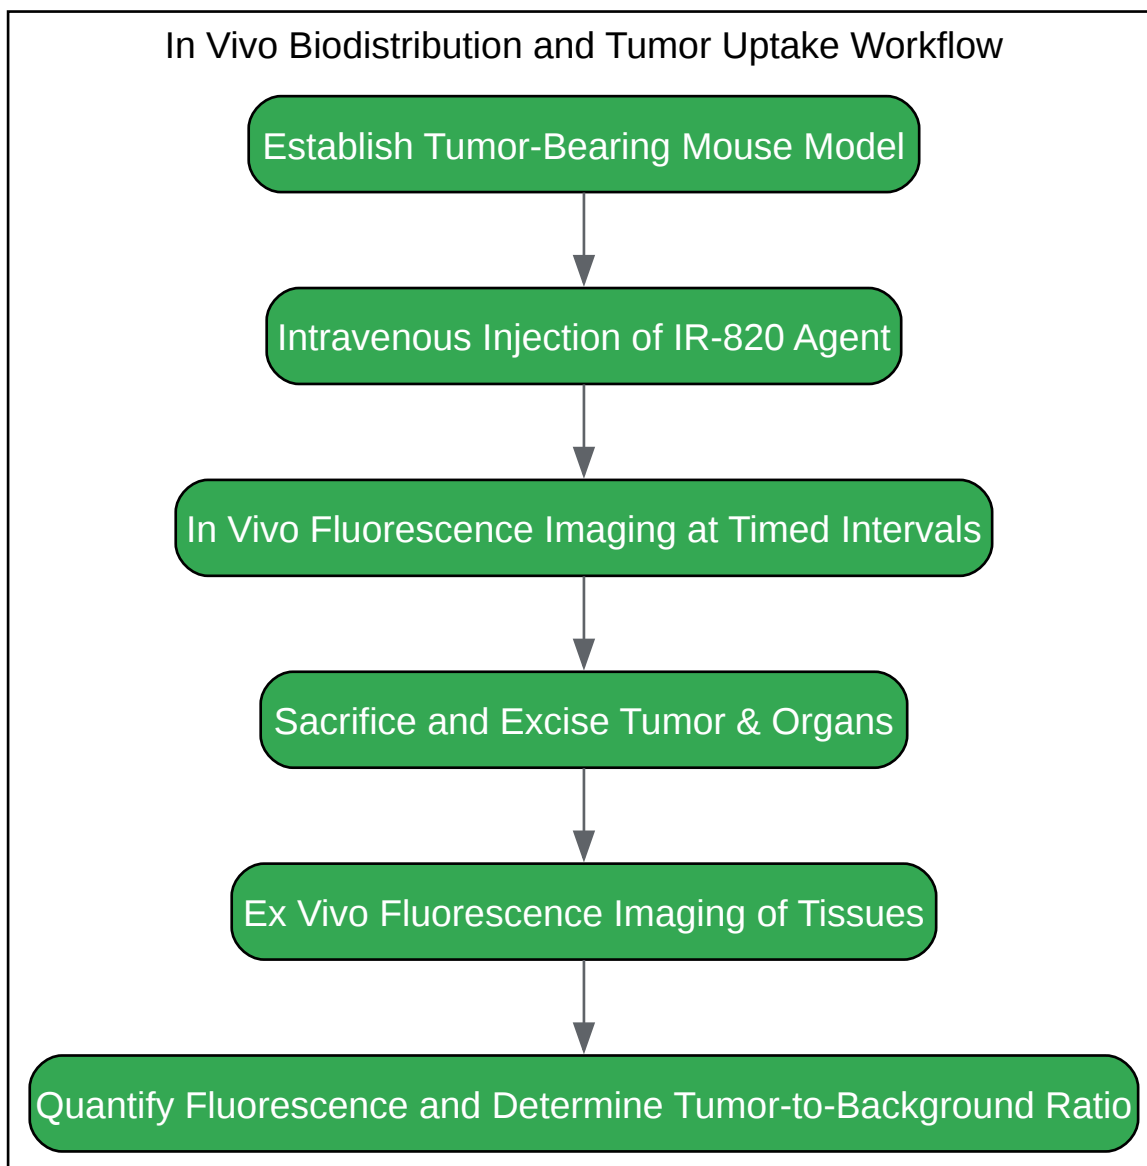 In Vivo Biodistribution and Tumor Uptake Workflow
Establish Tumor-Bearing Mouse Model
Intravenous Injection of IR-820 Agent
In Vivo Fluorescence Imaging at Timed Intervals
Sacrifice and Excise Tumor & Organs
Ex Vivo Fluorescence Imaging of Tissues
Quantify Fluorescence and Determine Tumor-to-Background Ratio